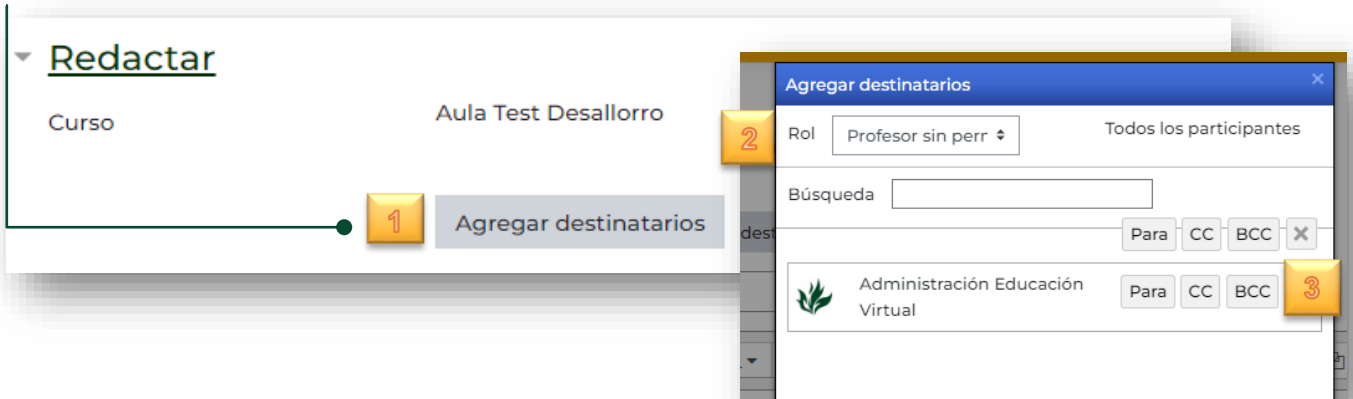 Redactar
Curso
Aula Test Desallorro
1
Agregar destinatarios
Agregar destinatarios
×
2
Rol
Profesor sin perr
Todos los participantes
Búsqueda
dest
Para CC BCC ×
Administración Educación
Virtual
Para CC BCC
3